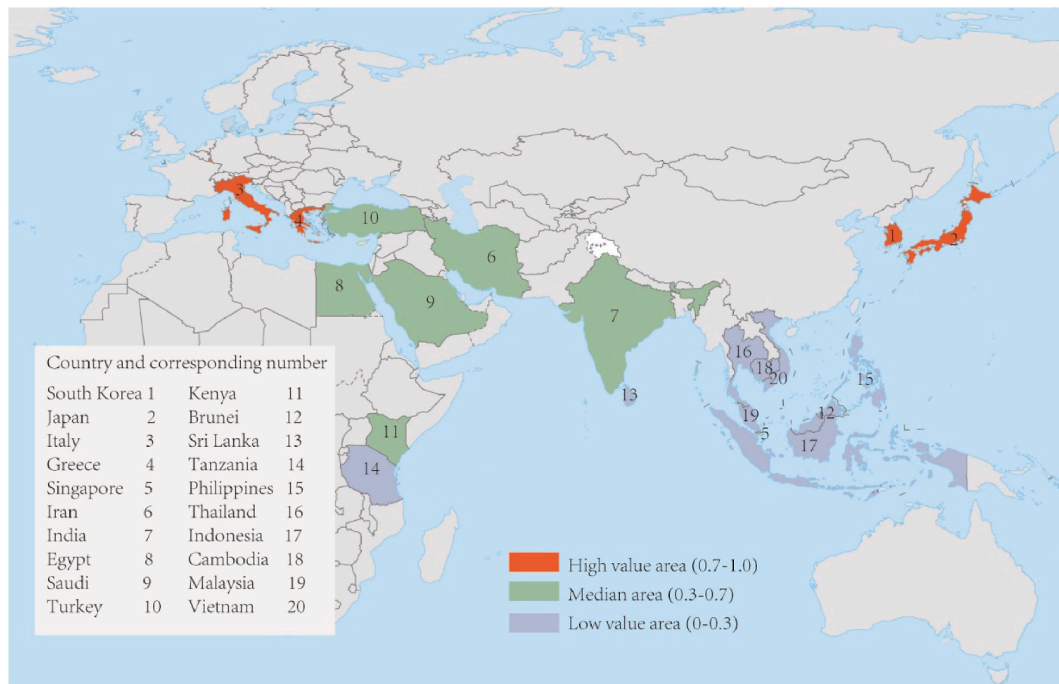 3
4
10
6
8
9
7
1
2
16
18
20
15
13
19
5
12
17
11
14
Country and corresponding number
South Korea 1 Kenya 11
Japan 2 Brunei 12
Italy 3 Sri Lanka 13
Greece 4 Tanzania 14
Singapore 5 Philippines 15
Iran 6 Thailand 16
India 7 Indonesia 17
Egypt 8 Cambodia 18
Saudi 9 Malaysia 19
Turkey 10 Vietnam 20
High value area (0.7-1.0)
Median area (0.3-0.7)
Low value area (0-0.3)